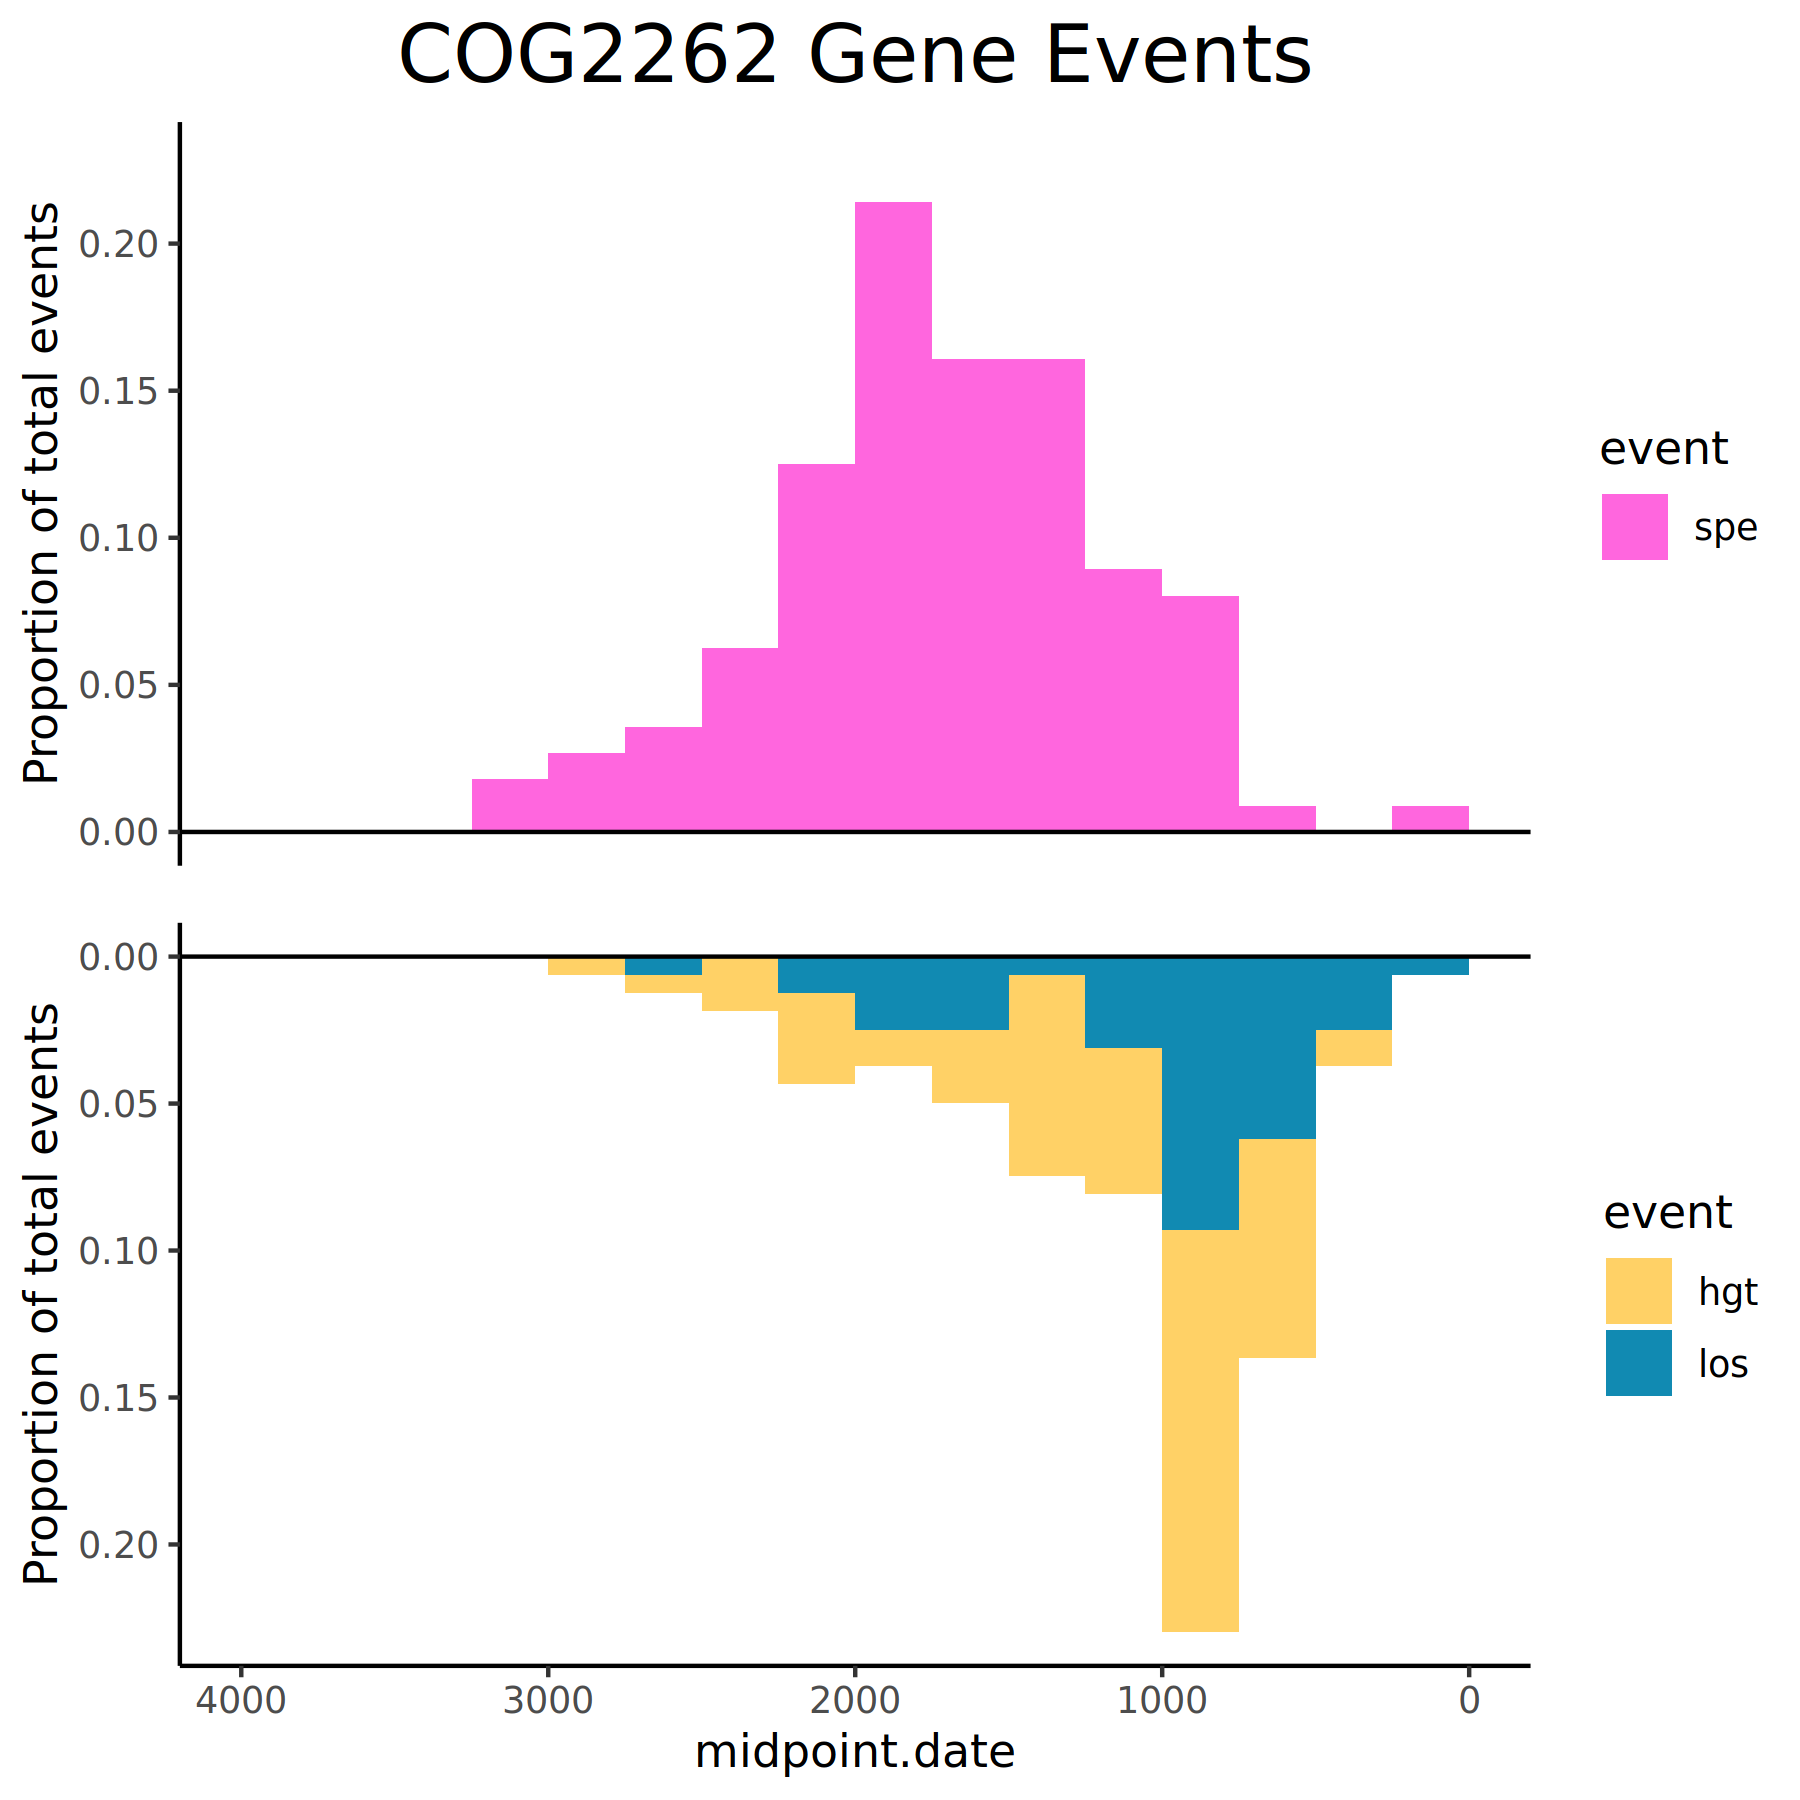 COG2262 Gene Events
Proportion of total events
0.20
0.15
0.10
0.05
0.00
event
spe
Proportion of total events
0.00
0.05
0.10
0.15
0.20
event
hgt
los
4000 3000 2000 1000 0
midpoint.date